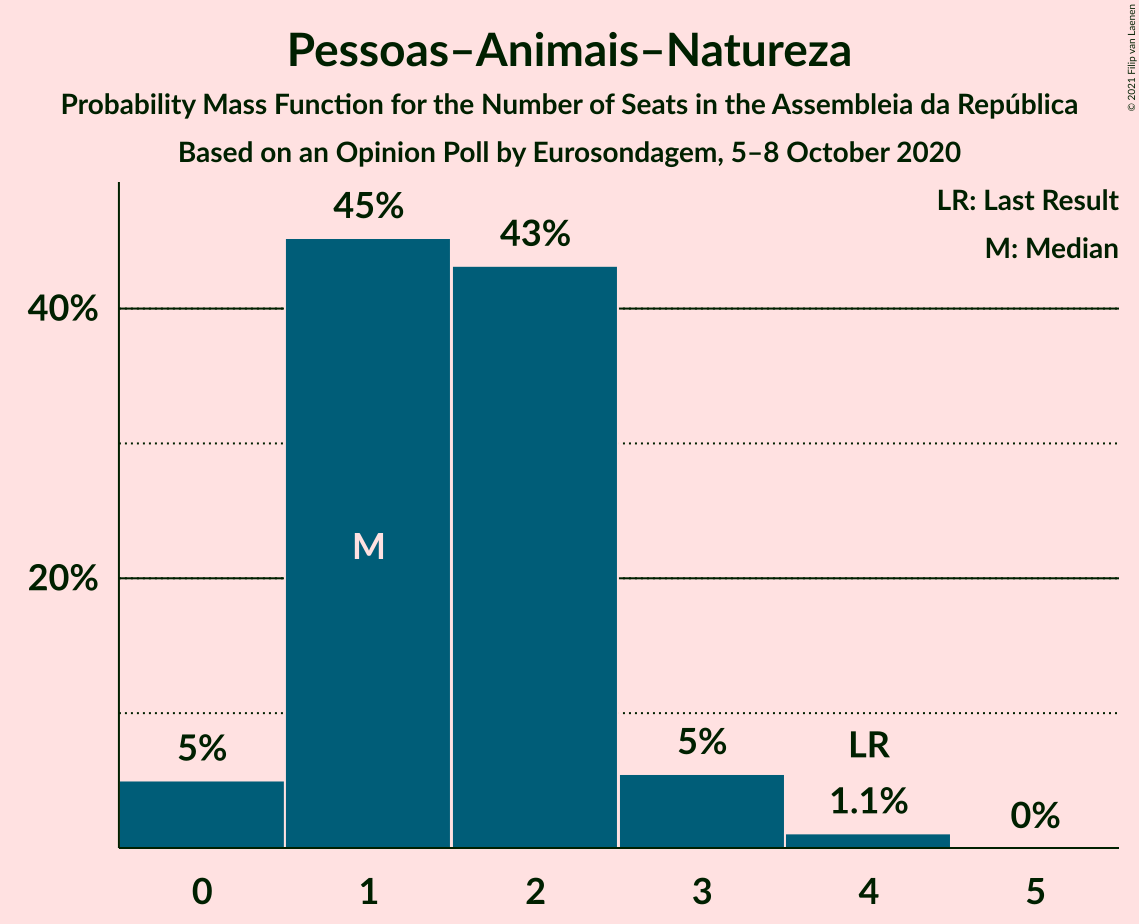 Pessoas–Animais–Natureza
Probability Mass Function for the Number of Seats in the Assembleia da República
Based on an Opinion Poll by Eurosondagem, 5–8 October 2020
© 2021 Filip van Laenen
LR: Last Result
M: Median
45%
43%
40%
M
20%
5%
5%
LR
1.1%
0%
0 1 2 3 4 5